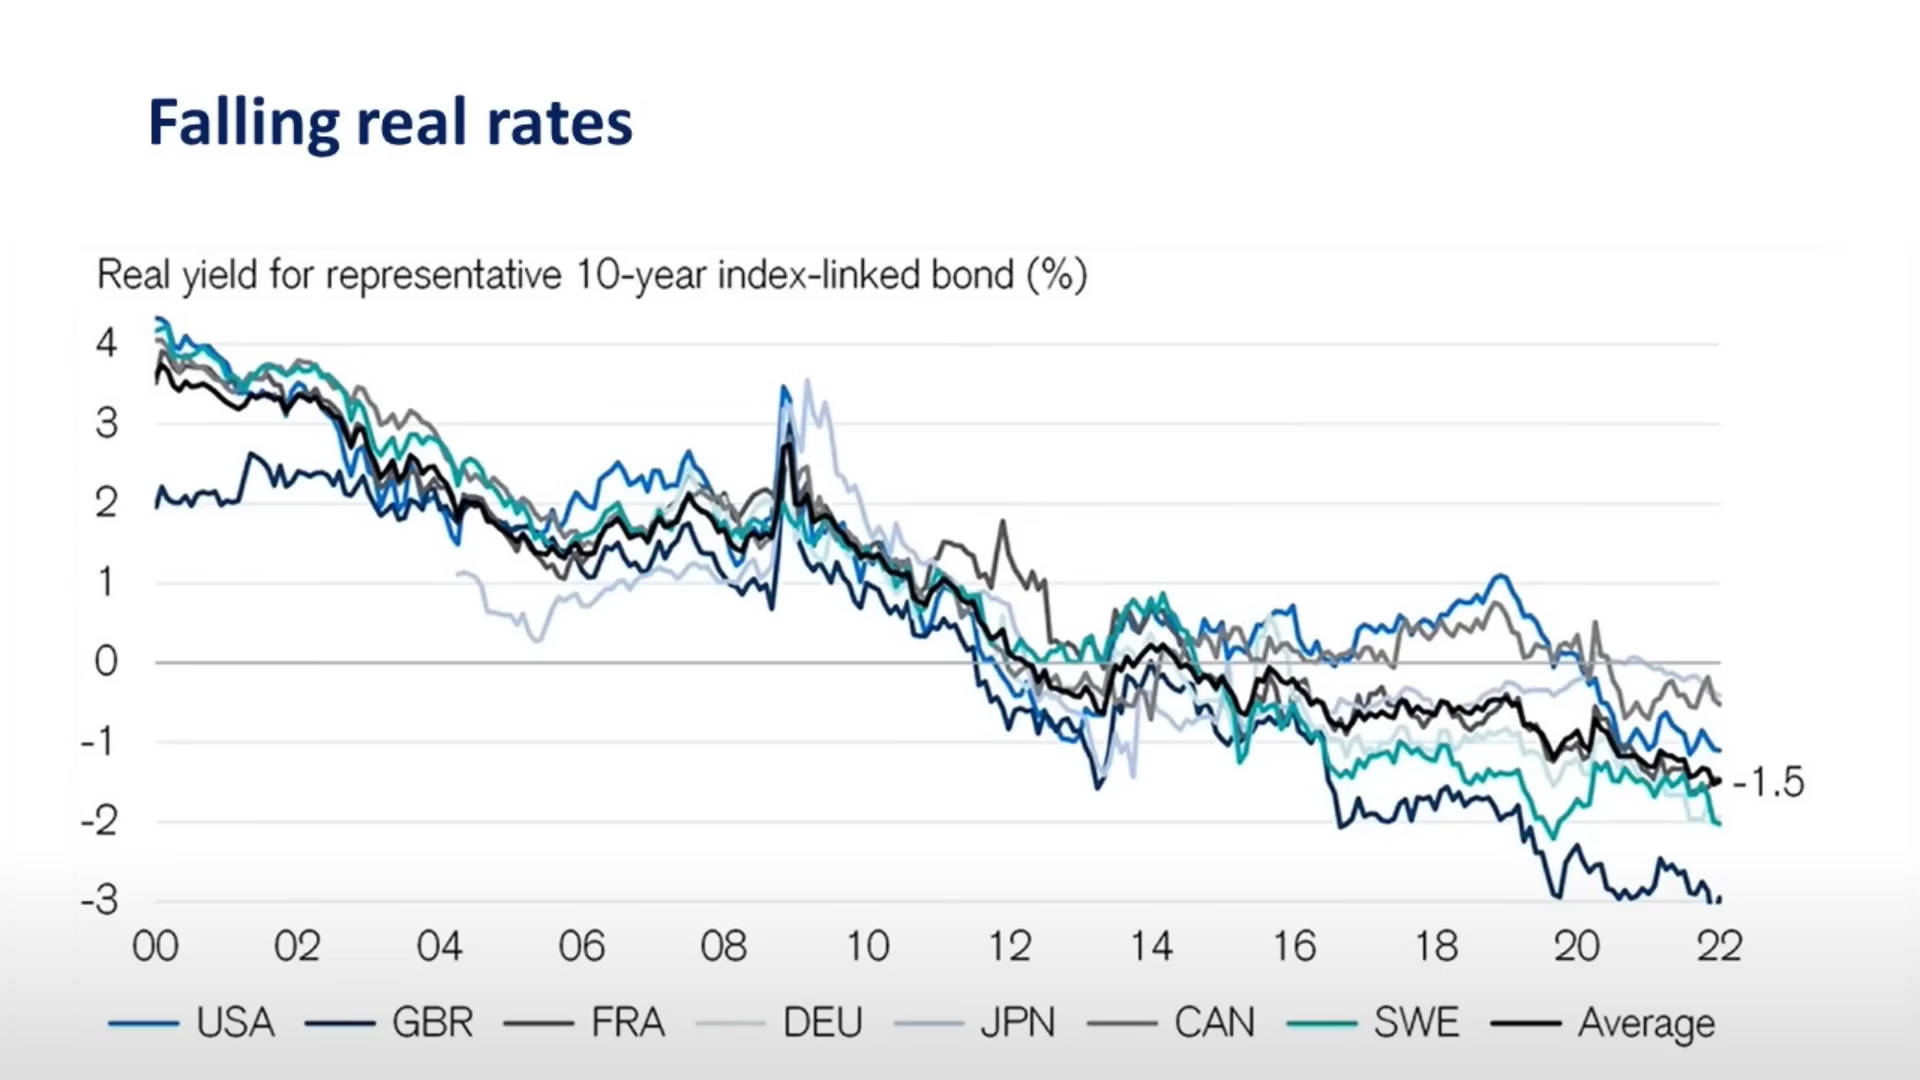 Falling real rates
Real yield for representative 10-year index-linked bond (%)
4
3
2
1
0
-1
-2
-3
-1.5
00 02 04 06 08 10 12 14 16 18 20 22
USA GBR FRA DEU JPN CAN SWE Average